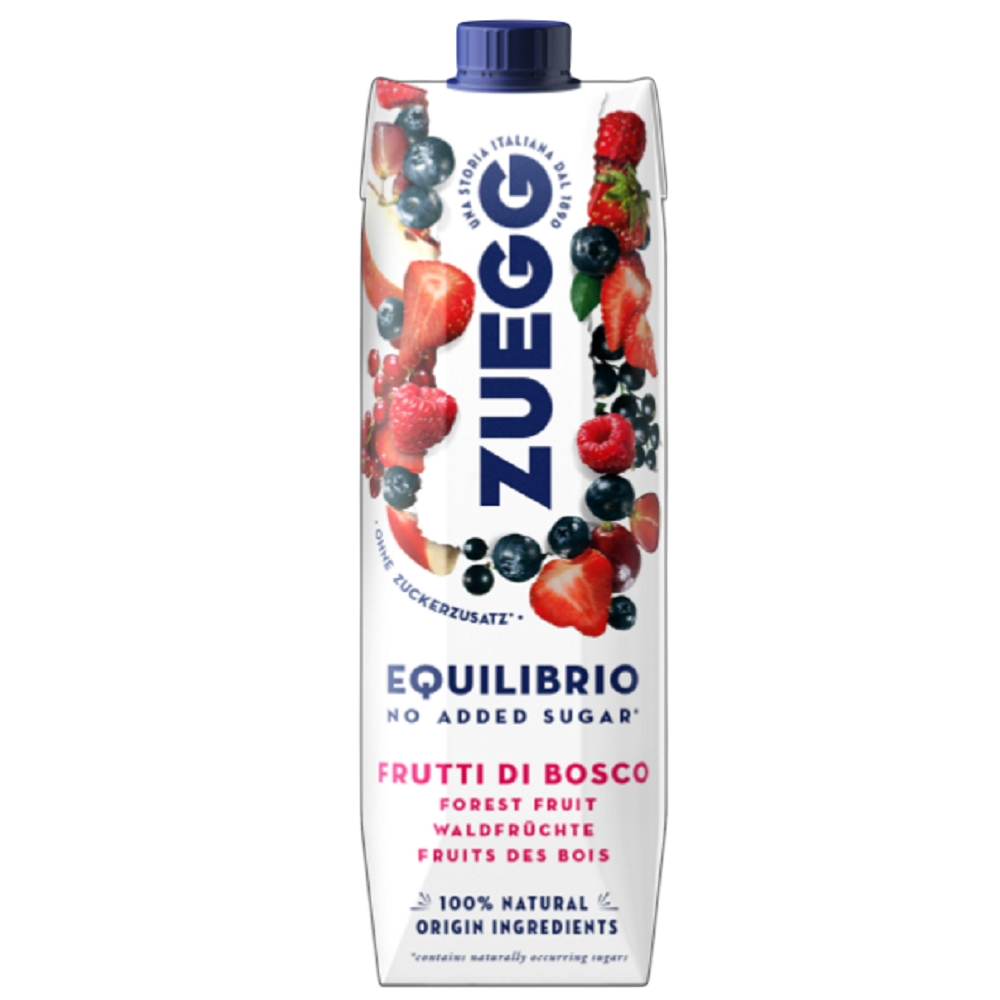 UNA STORIA ITALIANA DAL 1890
ZUEGG
• OHNE ZUCKERZUSATZ* •
EQUILIBRIO
NO ADDED SUGAR*
FRUTTI DI BOSCO
FOREST FRUIT
WALDFRÜCHTE
FRUITS DES BOIS
100% NATURAL
ORIGIN INGREDIENTS
*contains naturally occurring sugars